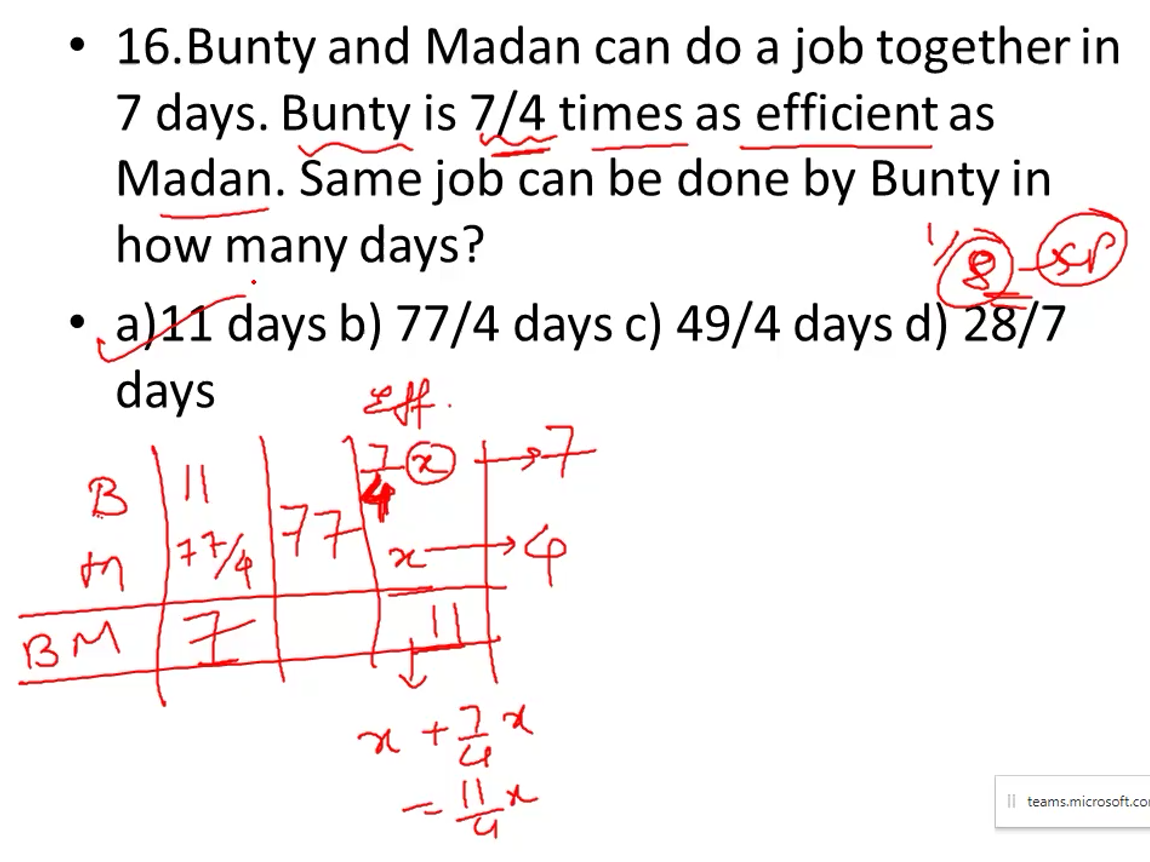 • 16.Bunty and Madan can do a job together in
7 days. Bunty is 7/4 times as efficient as
Madan. Same job can be done by Bunty in
how many days?
1/8
• a)11 days b) 77/4 days c) 49/4 days d) 28/7
days
Eff.
B 11 77 7/4 x → 7
M 77/4 x → 4
BM 7 11
x + 7/4 x
= 11/4 x
teams.microsoft.co